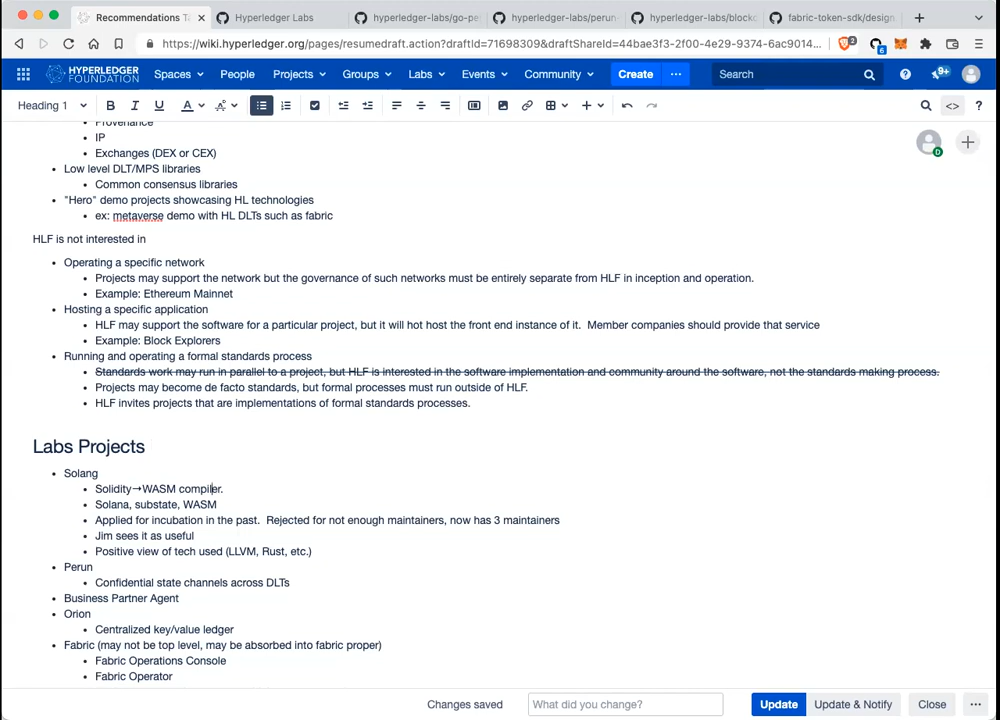 Recommendations Ta
Hyperledger Labs
hyperledger-labs/go-pe
hyperledger-labs/perun
hyperledger-labs/blockc
fabric-token-sdk/design
https://wiki.hyperledger.org/pages/resumedraft.action?draftId=71698309&draftShareId=44bae3f3-2f00-4e29-9374-6ac9014...
2
6
HYPERLEDGER FOUNDATION
Spaces
People
Projects
Groups
Labs
Events
Community
Create
Search
9+
Heading 1
B I U A
Provenance
IP
Exchanges (DEX or CEX)
Low level DLT/MPS libraries
Common consensus libraries
"Hero" demo projects showcasing HL technologies
ex: metaverse demo with HL DLTs such as fabric
D
HLF is not interested in
Operating a specific network
Projects may support the network but the governance of such networks must be entirely separate from HLF in inception and operation.
Example: Ethereum Mainnet
Hosting a specific application
HLF may support the software for a particular project, but it will hot host the front end instance of it. Member companies should provide that service
Example: Block Explorers
Running and operating a formal standards process
Standards work may run in parallel to a project, but HLF is interested in the software implementation and community around the software, not the standards making process.
Projects may become de facto standards, but formal processes must run outside of HLF.
HLF invites projects that are implementations of formal standards processes.
Labs Projects
Solang
Solidity→WASM compiler.
Solana, substate, WASM
Applied for incubation in the past. Rejected for not enough maintainers, now has 3 maintainers
Jim sees it as useful
Positive view of tech used (LLVM, Rust, etc.)
Perun
Confidential state channels across DLTs
Business Partner Agent
Orion
Centralized key/value ledger
Fabric (may not be top level, may be absorbed into fabric proper)
Fabric Operations Console
Fabric Operator
Changes saved
What did you change?
Update
Update & Notify
Close